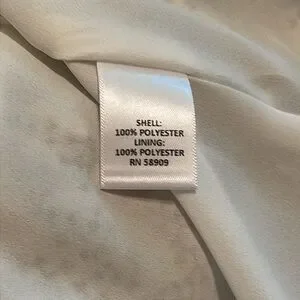 SHELL:
100% POLYESTER
LINING:
100% POLYESTER
RN 58909